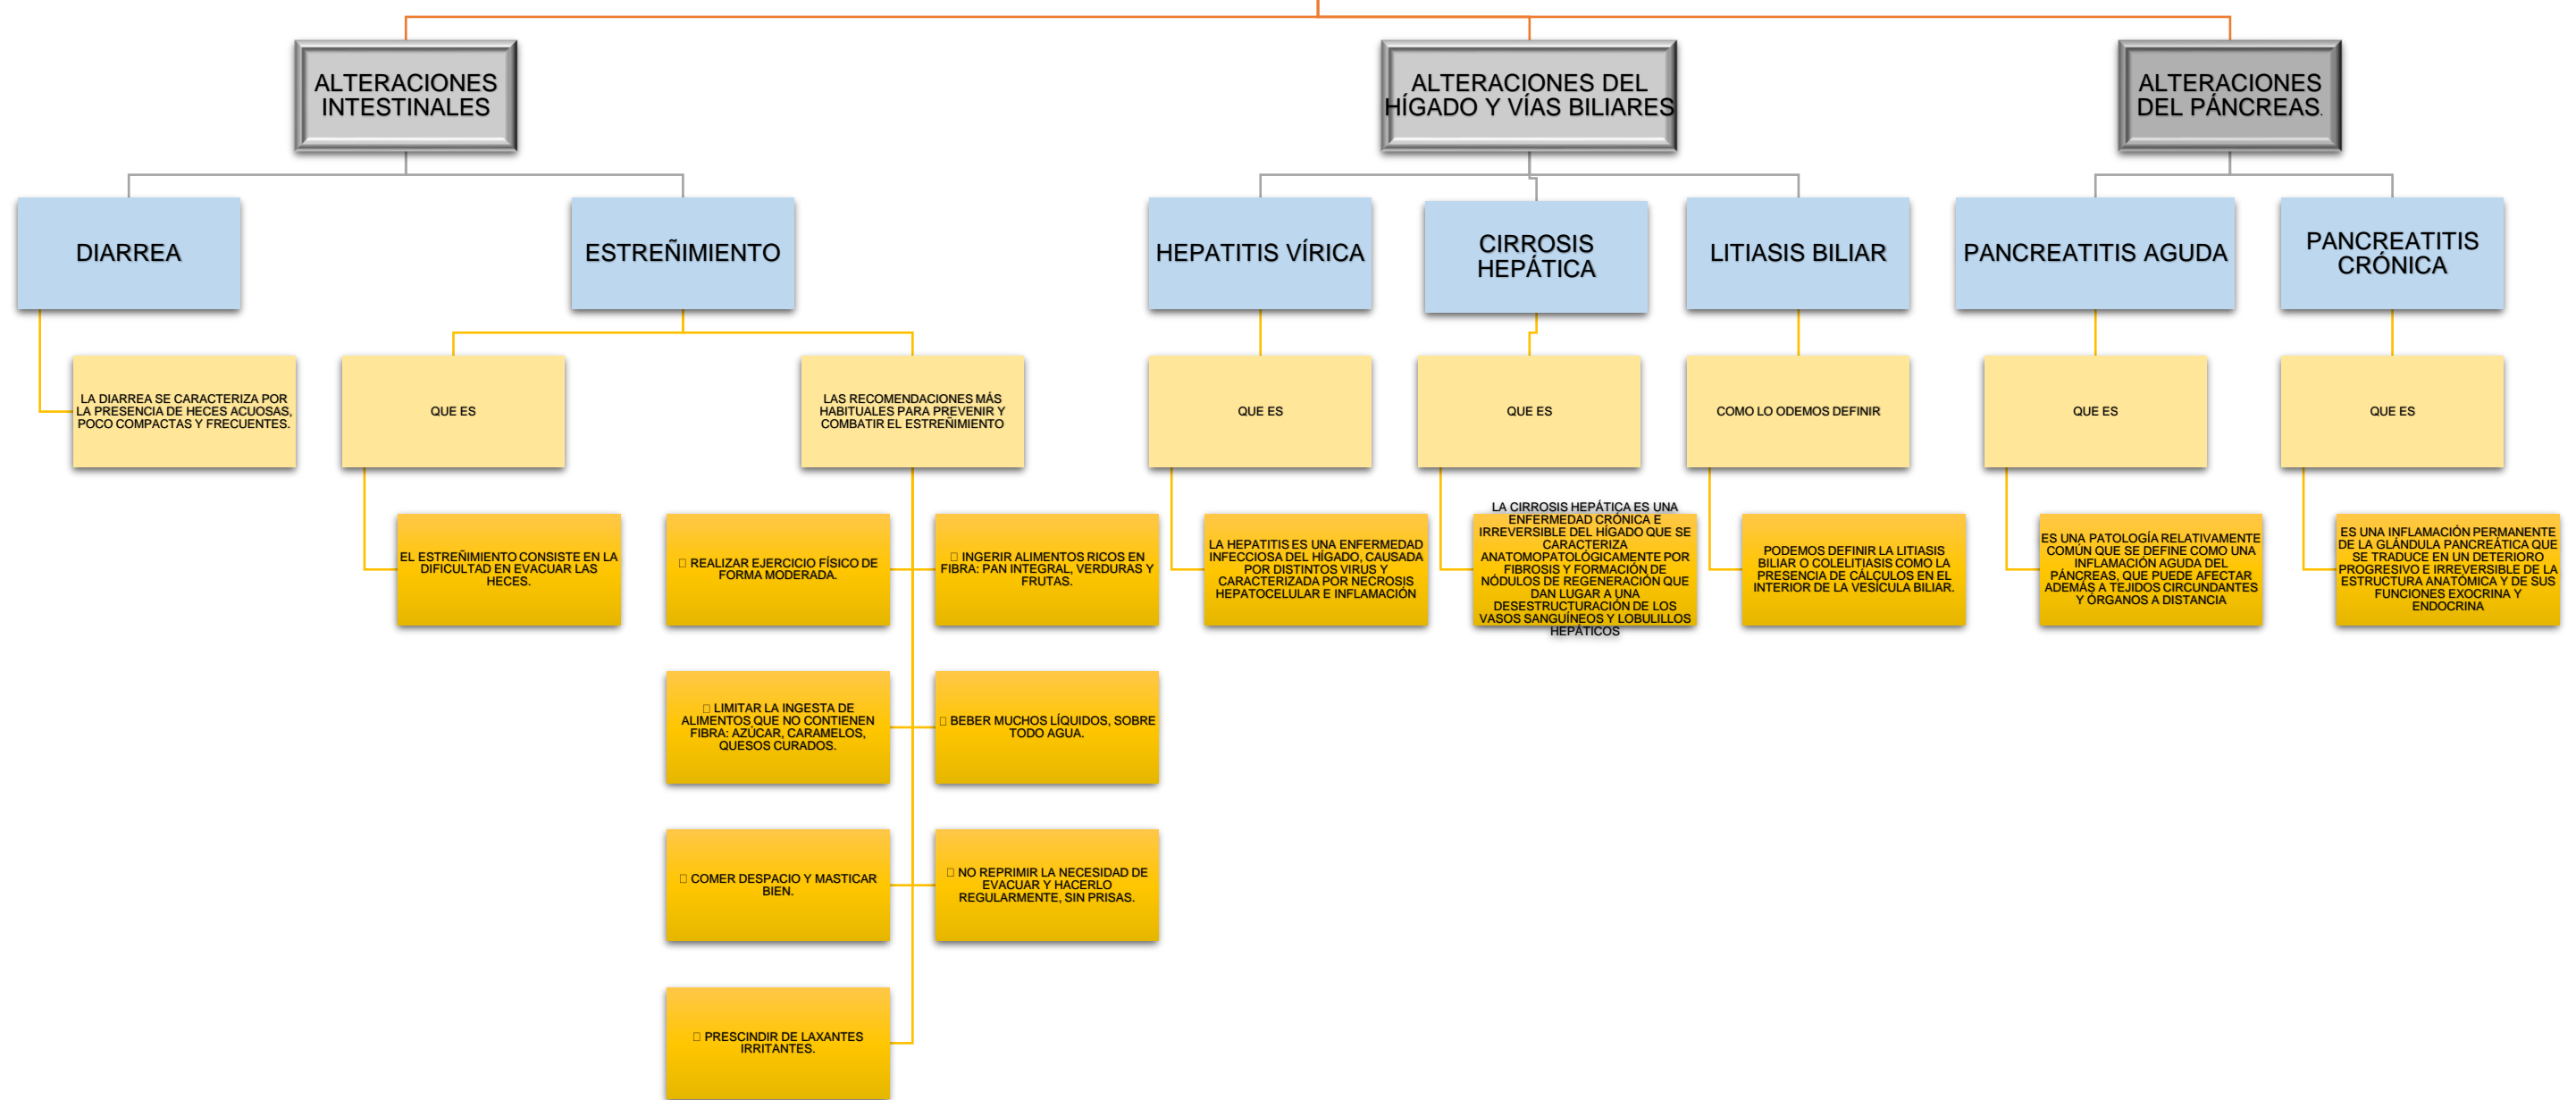 ALTERACIONES
INTESTINALES
ALTERACIONES DEL
HÍGADO Y VÍAS BILIARES
ALTERACIONES
DEL PÁNCREAS.
DIARREA
ESTREÑIMIENTO
HEPATITIS VÍRICA
CIRROSIS
HEPÁTICA
LITIASIS BILIAR
PANCREATITIS AGUDA
PANCREATITIS
CRÓNICA
LA DIARREA SE CARACTERIZA POR
LA PRESENCIA DE HECES ACUOSAS,
POCO COMPACTAS Y FRECUENTES.
QUE ES
LAS RECOMENDACIONES MÁS
HABITUALES PARA PREVENIR Y
COMBATIR EL ESTREÑIMIENTO
QUE ES
QUE ES
COMO LO ODEMOS DEFINIR
QUE ES
QUE ES
EL ESTREÑIMIENTO CONSISTE EN LA
DIFICULTAD EN EVACUAR LAS
HECES.
REALIZAR EJERCICIO FÍSICO DE
FORMA MODERADA.
INGERIR ALIMENTOS RICOS EN
FIBRA: PAN INTEGRAL, VERDURAS Y
FRUTAS.
LA HEPATITIS ES UNA ENFERMEDAD
INFECCIOSA DEL HÍGADO, CAUSADA
POR DISTINTOS VIRUS Y
CARACTERIZADA POR NECROSIS
HEPATOCELULAR E INFLAMACIÓN
LA CIRROSIS HEPÁTICA ES UNA
ENFERMEDAD CRÓNICA E
IRREVERSIBLE DEL HÍGADO QUE SE
CARACTERIZA
ANATOMOPATOLÓGICAMENTE POR
FIBROSIS Y FORMACIÓN DE
NÓDULOS DE REGENERACIÓN QUE
DAN LUGAR A UNA
DESESTRUCTURACIÓN DE LOS
VASOS SANGUÍNEOS Y LOBULILLOS
HEPÁTICOS
PODEMOS DEFINIR LA LITIASIS
BILIAR O COLELITIASIS COMO LA
PRESENCIA DE CÁLCULOS EN EL
INTERIOR DE LA VESÍCULA BILIAR.
ES UNA PATOLOGÍA RELATIVAMENTE
COMÚN QUE SE DEFINE COMO UNA
INFLAMACIÓN AGUDA DEL
PÁNCREAS, QUE PUEDE AFECTAR
ADEMÁS A TEJIDOS CIRCUNDANTES
Y ÓRGANOS A DISTANCIA
ES UNA INFLAMACIÓN PERMANENTE
DE LA GLÁNDULA PANCREÁTICA QUE
SE TRADUCE EN UN DETERIORO
PROGRESIVO E IRREVERSIBLE DE LA
ESTRUCTURA ANATÓMICA Y DE SUS
FUNCIONES EXOCRINA Y
ENDOCRINA
LIMITAR LA INGESTA DE
ALIMENTOS QUE NO CONTIENEN
FIBRA: AZÚCAR, CARAMELOS,
QUESOS CURADOS.
BEBER MUCHOS LÍQUIDOS, SOBRE
TODO AGUA.
COMER DESPACIO Y MASTICAR
BIEN.
NO REPRIMIR LA NECESIDAD DE
EVACUAR Y HACERLO
REGULARMENTE, SIN PRISAS.
PRESCINDIR DE LAXANTES
IRRITANTES.